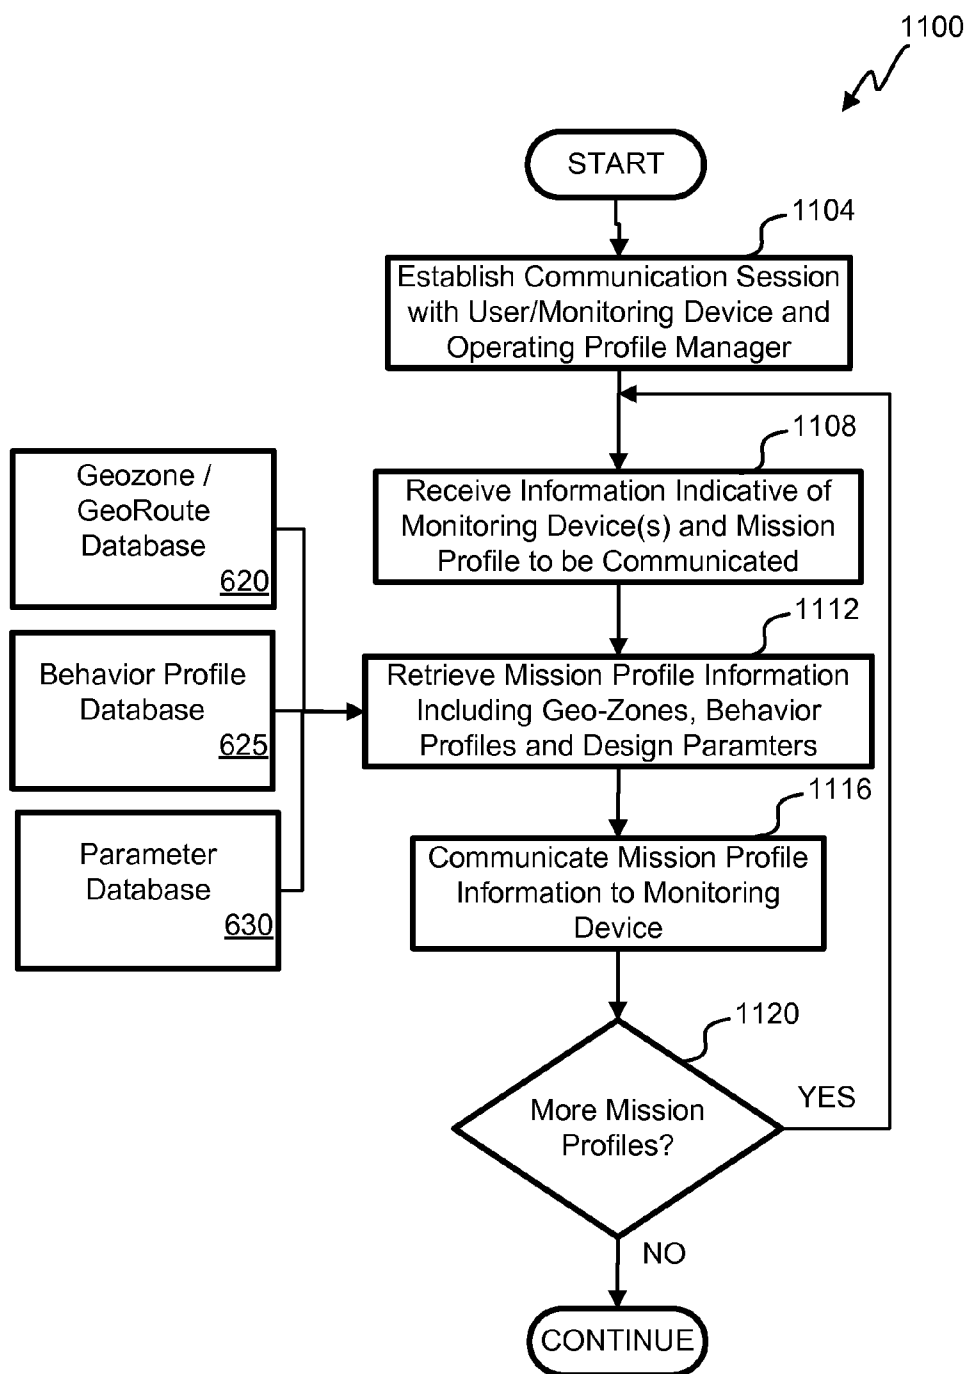 1100
START
1104
Establish Communication Session
with User/Monitoring Device and
Operating Profile Manager
1108
Receive Information Indicative of
Monitoring Device(s) and Mission
Profile to be Communicated
Geozone /
GeoRoute
Database
620
1112
Retrieve Mission Profile Information
Including Geo-Zones, Behavior
Profiles and Design Paramters
Behavior Profile
Database
625
1116
Communicate Mission Profile
Information to Monitoring
Device
Parameter
Database
630
1120
More Mission
Profiles?
YES
NO
CONTINUE